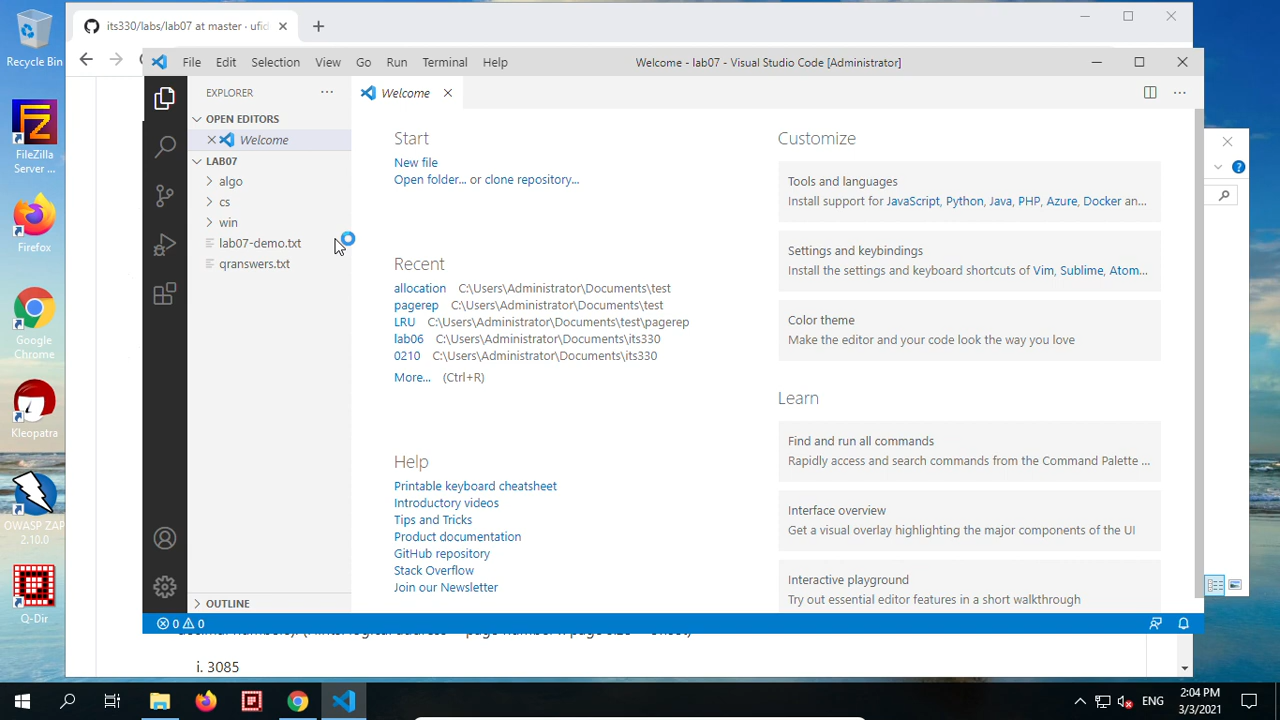 Recycle Bin
FileZilla
Server ...
Firefox
Google
Chrome
Kleopatra
OWASP ZAP
2.10.0
Q-Dir
its330/labs/lab07 at master · ufid
File Edit Selection View Go Run Terminal Help
Welcome - lab07 - Visual Studio Code [Administrator]
EXPLORER
OPEN EDITORS
Welcome
LAB07
algo
cs
win
lab07-demo.txt
qranswers.txt
OUTLINE
Welcome
Start
New file
Open folder... or clone repository...
Recent
allocation C:\Users\Administrator\Documents\test
pagerep C:\Users\Administrator\Documents\test
LRU C:\Users\Administrator\Documents\test\pagerep
lab06 C:\Users\Administrator\Documents\its330
0210 C:\Users\Administrator\Documents\its330
More... (Ctrl+R)
Help
Printable keyboard cheatsheet
Introductory videos
Tips and Tricks
Product documentation
GitHub repository
Stack Overflow
Join our Newsletter
Customize
Tools and languages
Install support for JavaScript, Python, Java, PHP, Azure, Docker an...
Settings and keybindings
Install the settings and keyboard shortcuts of Vim, Sublime, Atom...
Color theme
Make the editor and your code look the way you love
Learn
Find and run all commands
Rapidly access and search commands from the Command Palette ...
Interface overview
Get a visual overlay highlighting the major components of the UI
Interactive playground
Try out essential editor features in a short walkthrough
0 0
i. 3085
ENG
2:04 PM
3/3/2021